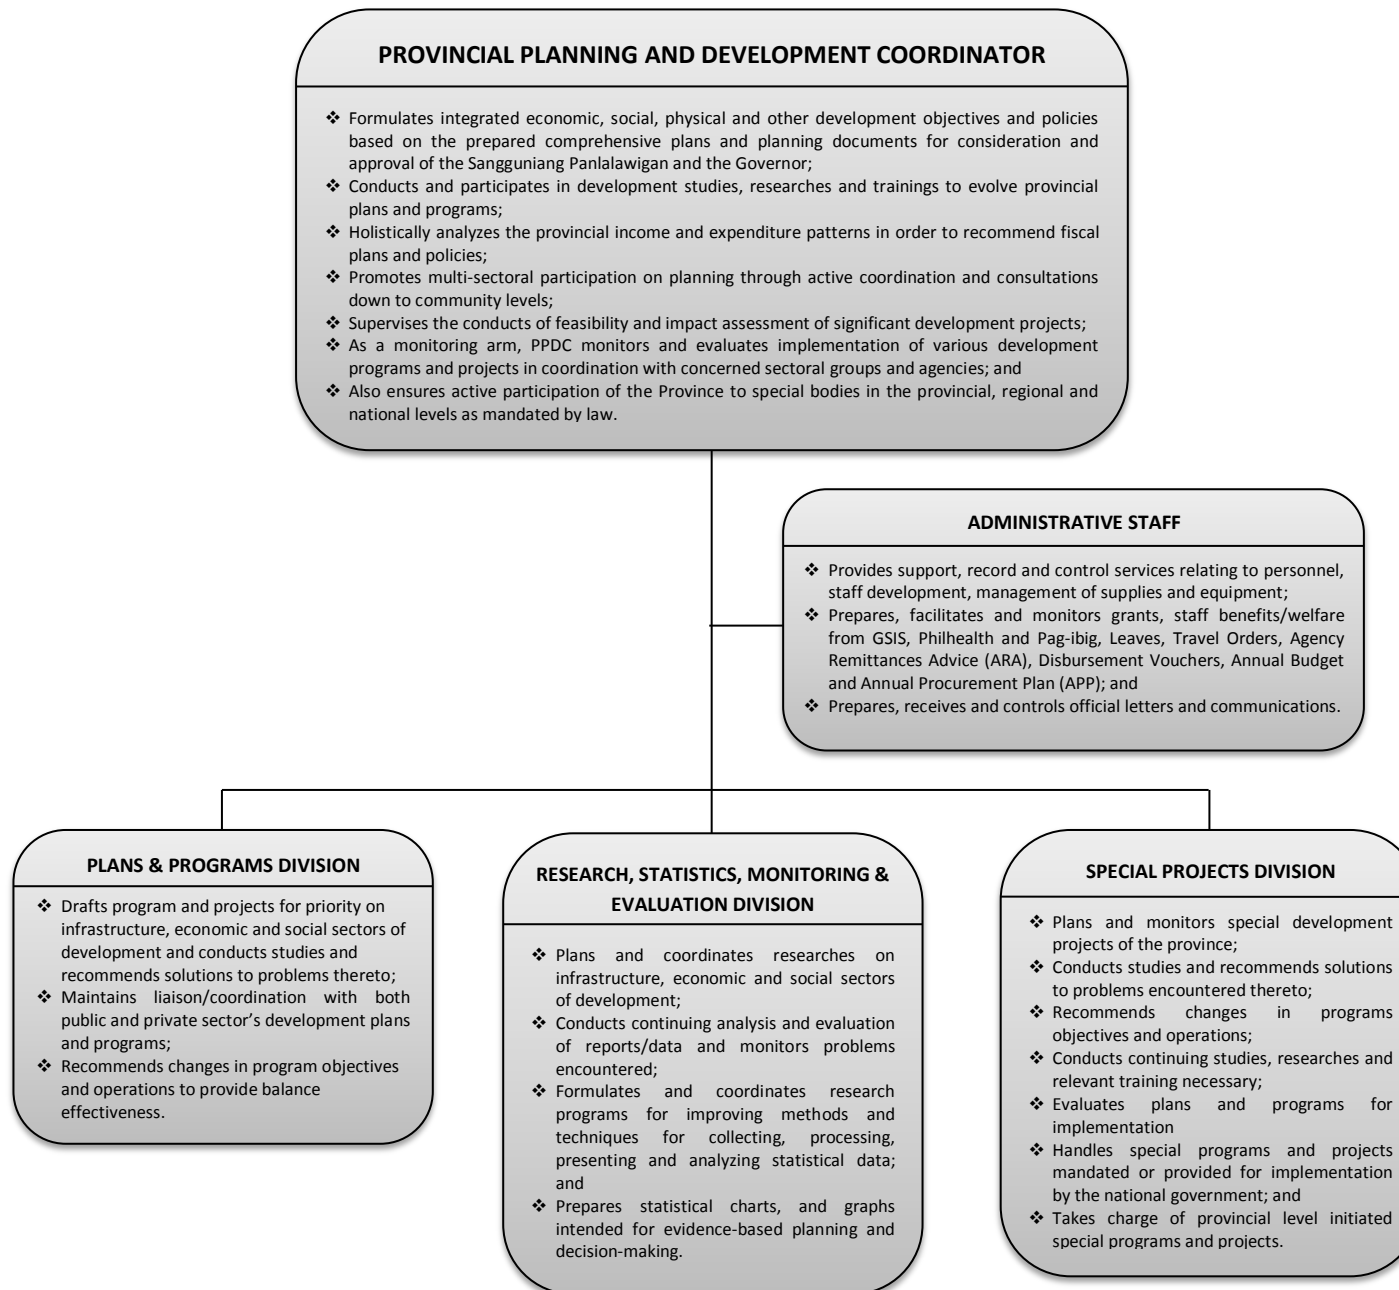 PROVINCIAL PLANNING AND DEVELOPMENT COORDINATOR
❖ Formulates integrated economic, social, physical and other development objectives and policies
based on the prepared comprehensive plans and planning documents for consideration and
approval of the Sangguniang Panlalawigan and the Governor;
❖ Conducts and participates in development studies, researches and trainings to evolve provincial
plans and programs;
❖ Holistically analyzes the provincial income and expenditure patterns in order to recommend fiscal
plans and policies;
❖ Promotes multi-sectoral participation on planning through active coordination and consultations
down to community levels;
❖ Supervises the conducts of feasibility and impact assessment of significant development projects;
❖ As a monitoring arm, PPDC monitors and evaluates implementation of various development
programs and projects in coordination with concerned sectoral groups and agencies; and
❖ Also ensures active participation of the Province to special bodies in the provincial, regional and
national levels as mandated by law.
ADMINISTRATIVE STAFF
❖ Provides support, record and control services relating to personnel,
staff development, management of supplies and equipment;
❖ Prepares, facilitates and monitors grants, staff benefits/welfare
from GSIS, Philhealth and Pag-ibig, Leaves, Travel Orders, Agency
Remittances Advice (ARA), Disbursement Vouchers, Annual Budget
and Annual Procurement Plan (APP); and
❖ Prepares, receives and controls official letters and communications.
PLANS & PROGRAMS DIVISION
❖ Drafts program and projects for priority on
infrastructure, economic and social sectors of
development and conducts studies and
recommends solutions to problems thereto;
❖ Maintains liaison/coordination with both
public and private sector's development plans
and programs;
❖ Recommends changes in program objectives
and operations to provide balance
effectiveness.
RESEARCH, STATISTICS, MONITORING &
EVALUATION DIVISION
❖ Plans and coordinates researches on
infrastructure, economic and social sectors
of development;
❖ Conducts continuing analysis and evaluation
of reports/data and monitors problems
encountered;
❖ Formulates and coordinates research
programs for improving methods and
techniques for collecting, processing,
presenting and analyzing statistical data;
and
❖ Prepares statistical charts, and graphs
intended for evidence-based planning and
decision-making.
SPECIAL PROJECTS DIVISION
❖ Plans and monitors special development
projects of the province;
❖ Conducts studies and recommends solutions
to problems encountered thereto;
❖ Recommends changes in programs
objectives and operations;
❖ Conducts continuing studies, researches and
relevant training necessary;
❖ Evaluates plans and programs for
implementation
❖ Handles special programs and projects
mandated or provided for implementation
by the national government; and
❖ Takes charge of provincial level initiated
special programs and projects.